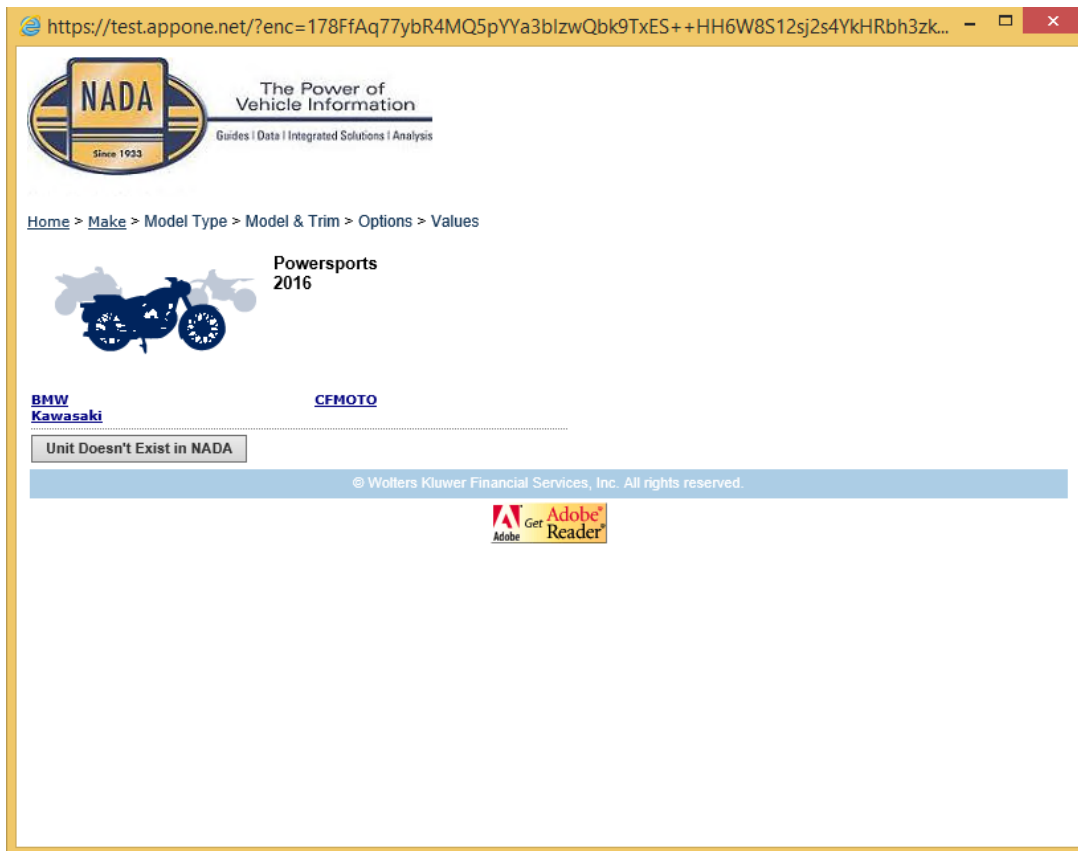 https://test.appone.net/?enc=178FfAq77ybR4MQ5pYYa3bIzwQbk9TxES++HH6W8S12sj2s4YkHRbh3zk...
NADA
Since 1933
The Power of
Vehicle Information
Guides | Data | Integrated Solutions | Analysis
Home > Make > Model Type > Model & Trim > Options > Values
Powersports
2016
BMW CFMOTO
Kawasaki
Unit Doesn't Exist in NADA
© Wolters Kluwer Financial Services, Inc. All rights reserved.
Adobe Get Adobe® Reader®